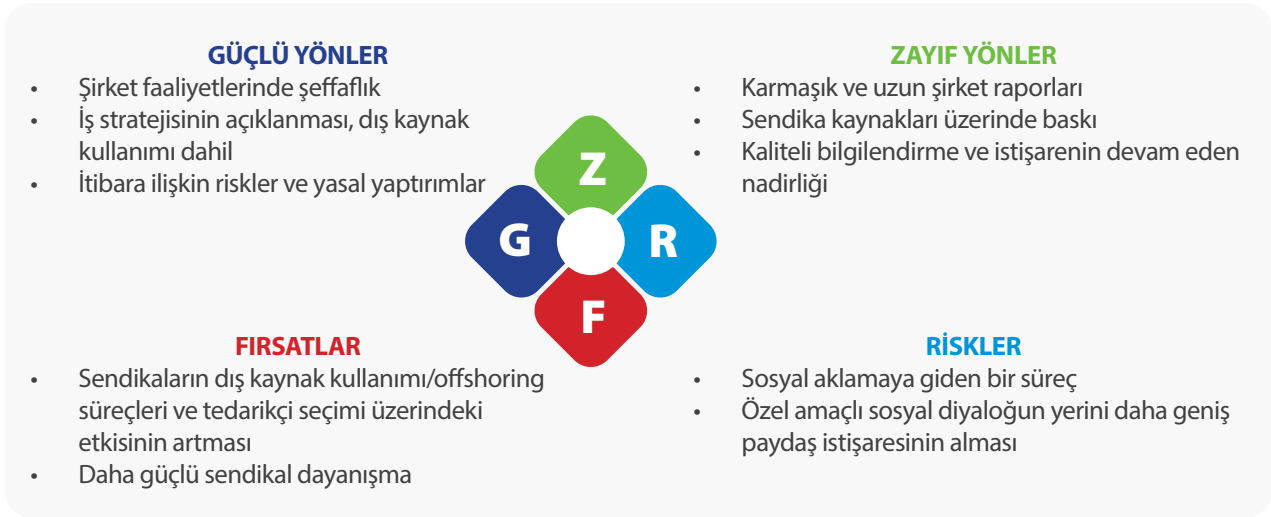 GÜÇLÜ YÖNLER
• Şirket faaliyetlerinde şeffaflık
• İş stratejisinin açıklanması, dış kaynak
kullanımı dahil
• İtibara ilişkin riskler ve yasal yaptırımlar
ZAYIF YÖNLER
• Karmaşık ve uzun şirket raporları
• Sendika kaynakları üzerinde baskı
• Kaliteli bilgilendirme ve istişarenin devam eden
nadirliği
Z
G
R
F
FIRSATLAR
• Sendikaların dış kaynak kullanımı/offshoring
süreçleri ve tedarikçi seçimi üzerindeki
etkisinin artması
• Daha güçlü sendikal dayanışma
RİSKLER
• Sosyal aklamaya giden bir süreç
• Özel amaçlı sosyal diyaloğun yerini daha geniş
paydaş istişaresinin alması